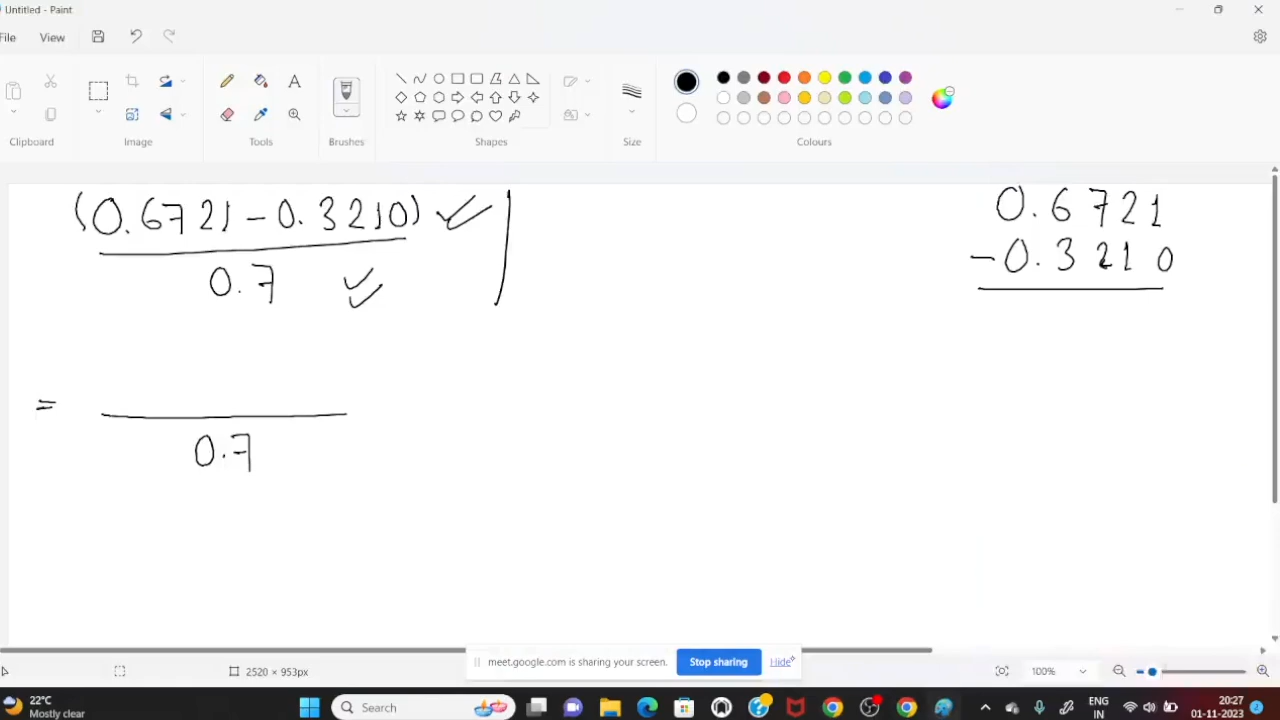 Untitled - Paint
File View
Clipboard Image Tools Brushes Shapes Size Colours
(0.6721 - 0.3210)
0.7
=
0.7
0.6721
-0.3210
meet.google.com is sharing your screen. Stop sharing Hide
2520 × 953px 100%
22°C
Mostly clear
Search
ENG
IN
20:27
01-11-2023